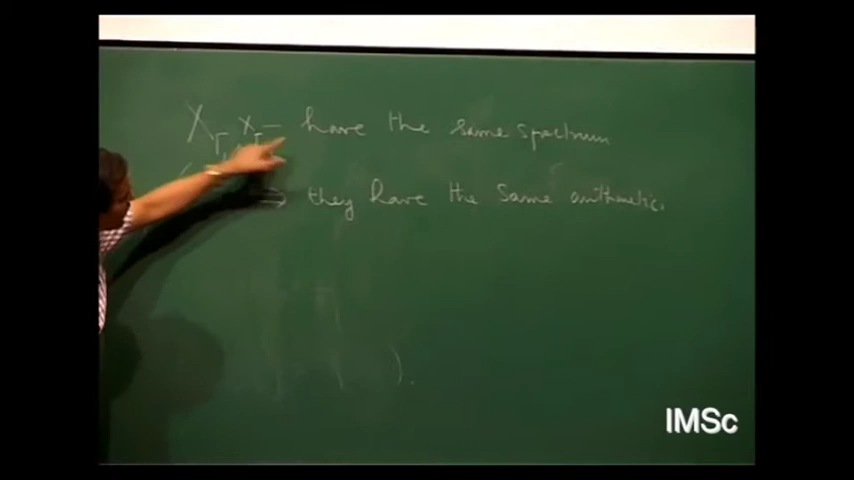 X_Γ, X_Γ — have the same spectrum
⇒ they have the same arithmetic.
).
IMSc